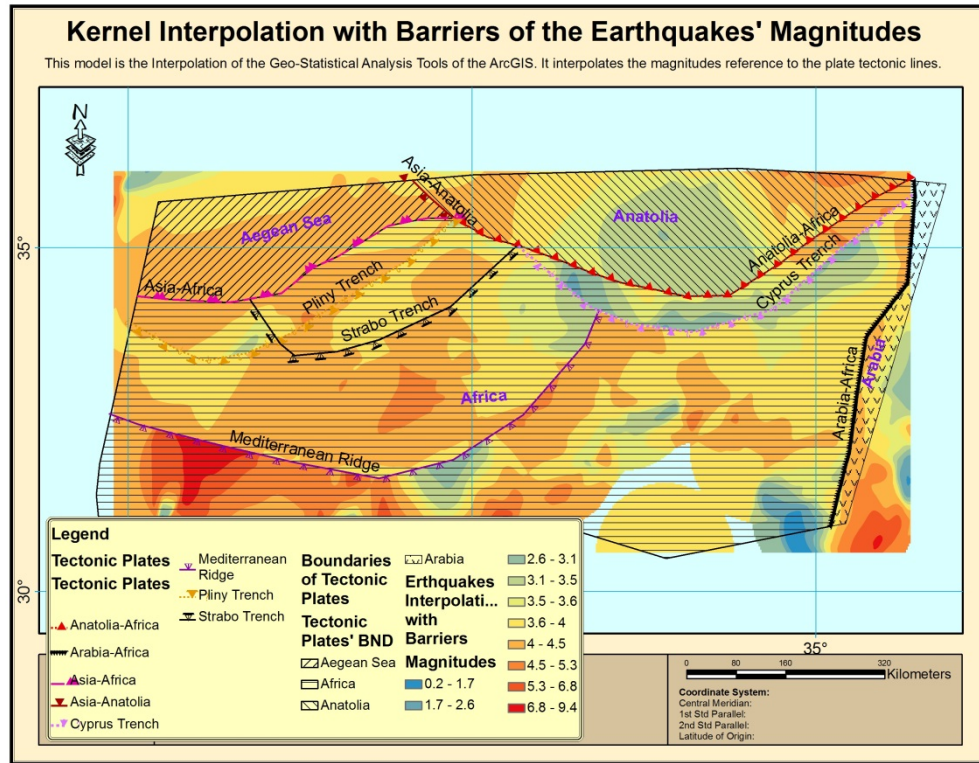 Kernel Interpolation with Barriers of the Earthquakes' Magnitudes
This model is the Interpolation of the Geo-Statistical Analysis Tools of the ArcGIS. It interpolates the magnitudes reference to the plate tectonic lines.
N
Asia-Anatolia
Aegean Sea
Anatolia
Anatolia-Africa
35°
Asia-Africa
Pliny Trench
Cyprus Trench
Strabo Trench
Africa
Arabia
Arabia-Africa
Mediterranean Ridge
30°
35°
Legend
Tectonic Plates
Tectonic Plates
Anatolia-Africa
Arabia-Africa
Asia-Africa
Asia-Anatolia
Cyprus Trench
Mediterranean
Ridge
Pliny Trench
Strabo Trench
Boundaries
of Tectonic
Plates
Tectonic
Plates' BND
Aegean Sea
Africa
Anatolia
Arabia
Erthquakes
Interpolati...
with
Barriers
Magnitudes
0.2 - 1.7
1.7 - 2.6
2.6 - 3.1
3.1 - 3.5
3.5 - 3.6
3.6 - 4
4 - 4.5
4.5 - 5.3
5.3 - 6.8
6.8 - 9.4
0 80 160 320
Kilometers
Coordinate System:
Central Meridian:
1st Std Parallel:
2nd Std Parallel:
Latitude of Origin: